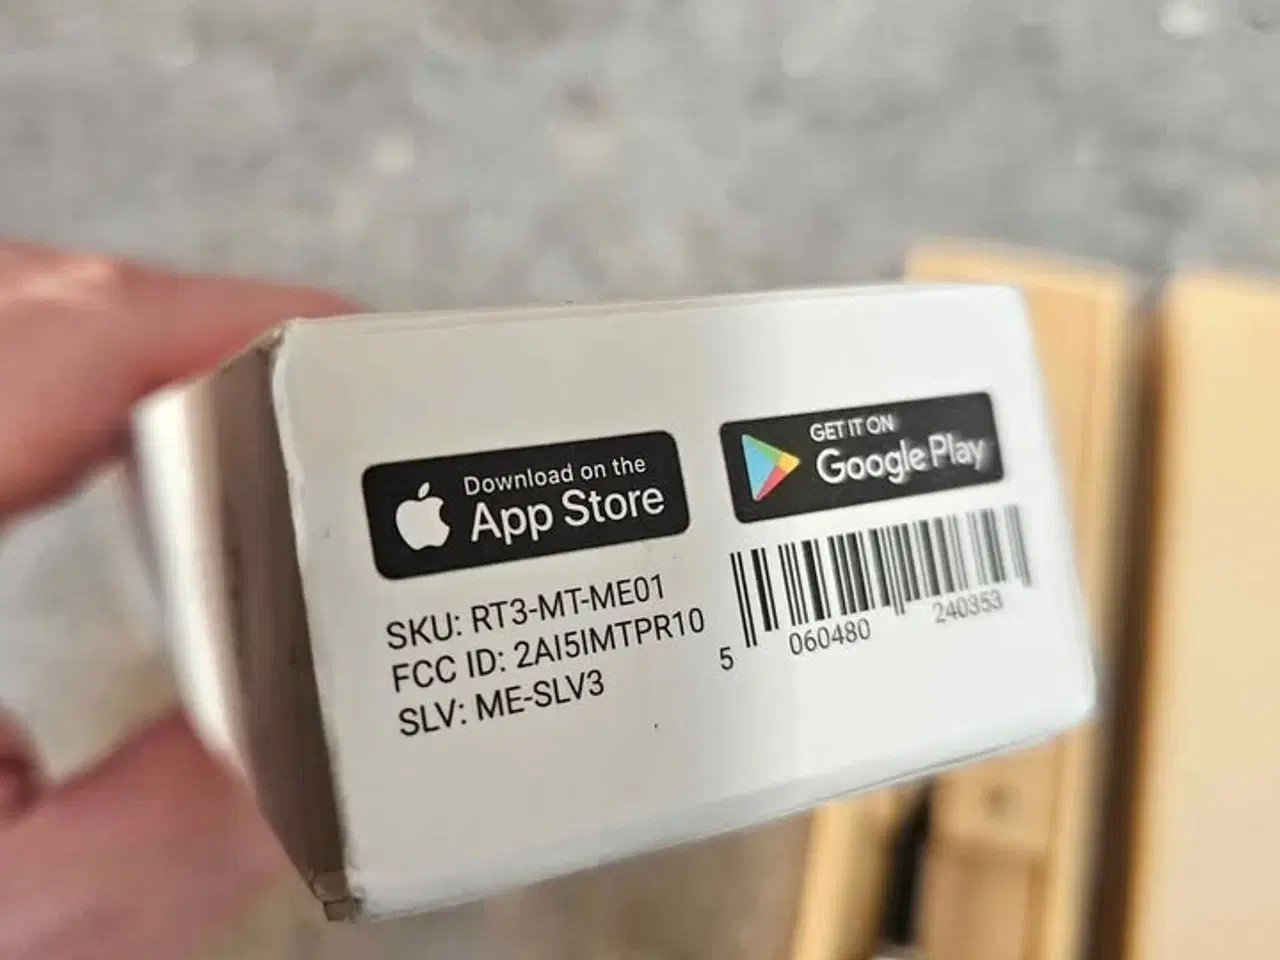 Download on the
App Store
GET IT ON
Google Play
SKU: RT3-MT-ME01
FCC ID: 2AI5IMTPR10
SLV: ME-SLV3
5 060480 240353